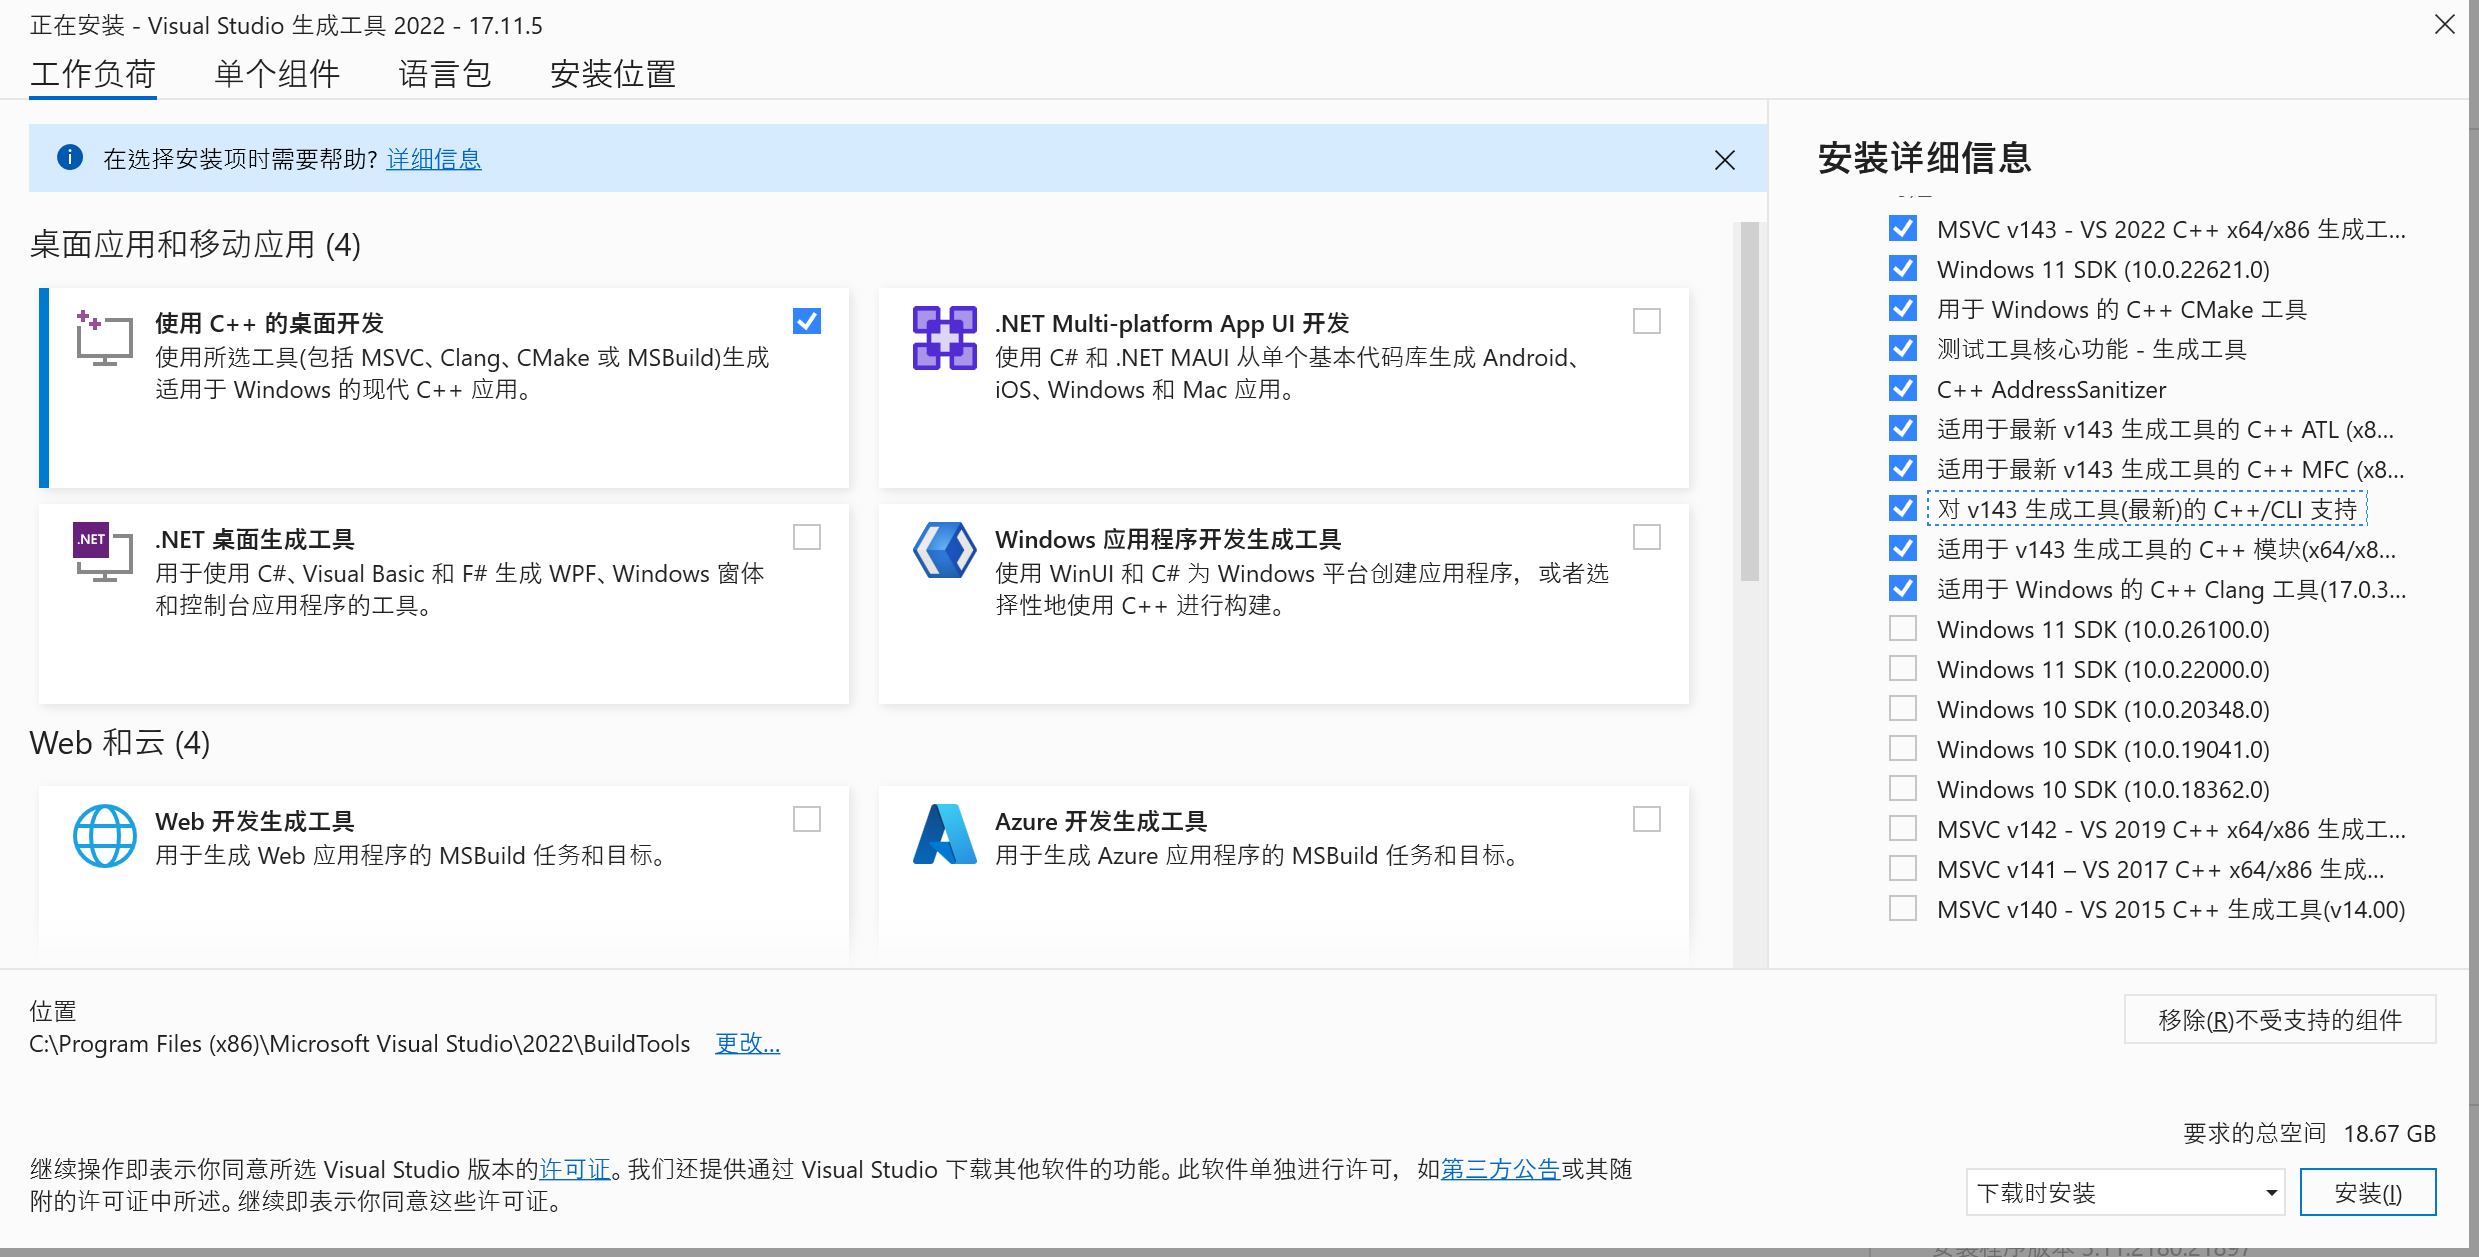 正在安装 - Visual Studio 生成工具 2022 - 17.11.5
工作负荷 单个组件 语言包 安装位置
在选择安装项时需要帮助? 详细信息
桌面应用和移动应用 (4)
使用 C++ 的桌面开发
使用所选工具(包括 MSVC、Clang、CMake 或 MSBuild)生成
适用于 Windows 的现代 C++ 应用。
.NET Multi-platform App UI 开发
使用 C# 和 .NET MAUI 从单个基本代码库生成 Android、
iOS、Windows 和 Mac 应用。
.NET
.NET 桌面生成工具
用于使用 C#、Visual Basic 和 F# 生成 WPF、Windows 窗体
和控制台应用程序的工具。
Windows 应用程序开发生成工具
使用 WinUI 和 C# 为 Windows 平台创建应用程序，或者选
择性地使用 C++ 进行构建。
Web 和云 (4)
Web 开发生成工具
用于生成 Web 应用程序的 MSBuild 任务和目标。
Azure 开发生成工具
用于生成 Azure 应用程序的 MSBuild 任务和目标。
安装详细信息
MSVC v143 - VS 2022 C++ x64/x86 生成工...
Windows 11 SDK (10.0.22621.0)
用于 Windows 的 C++ CMake 工具
测试工具核心功能 - 生成工具
C++ AddressSanitizer
适用于最新 v143 生成工具的 C++ ATL (x8...
适用于最新 v143 生成工具的 C++ MFC (x8...
对 v143 生成工具(最新)的 C++/CLI 支持
适用于 v143 生成工具的 C++ 模块(x64/x8...
适用于 Windows 的 C++ Clang 工具(17.0.3...
Windows 11 SDK (10.0.26100.0)
Windows 11 SDK (10.0.22000.0)
Windows 10 SDK (10.0.20348.0)
Windows 10 SDK (10.0.19041.0)
Windows 10 SDK (10.0.18362.0)
MSVC v142 - VS 2019 C++ x64/x86 生成工...
MSVC v141 – VS 2017 C++ x64/x86 生成...
MSVC v140 - VS 2015 C++ 生成工具(v14.00)
位置
C:\Program Files (x86)\Microsoft Visual Studio\2022\BuildTools 更改...
移除(R)不受支持的组件
要求的总空间 18.67 GB
继续操作即表示你同意所选 Visual Studio 版本的许可证。我们还提供通过 Visual Studio 下载其他软件的功能。此软件单独进行许可，如第三方公告或其随
附的许可证中所述。继续即表示你同意这些许可证。
下载时安装
安装(I)